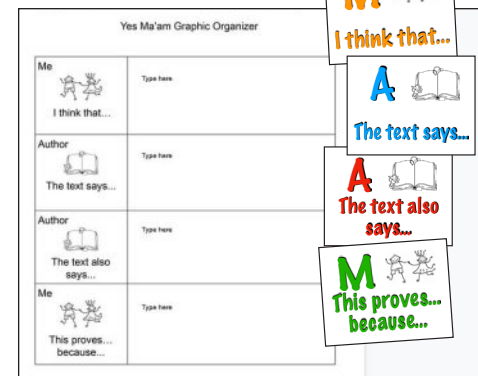 Yes Ma'am Graphic Organizer
Me
I think that...
Type here
Author
The text says...
Type here
Author
The text also
says...
Type here
Me
This proves...
because...
Type here
M
I think that...
A
The text says...
A
The text also
says...
M
This proves...
because...